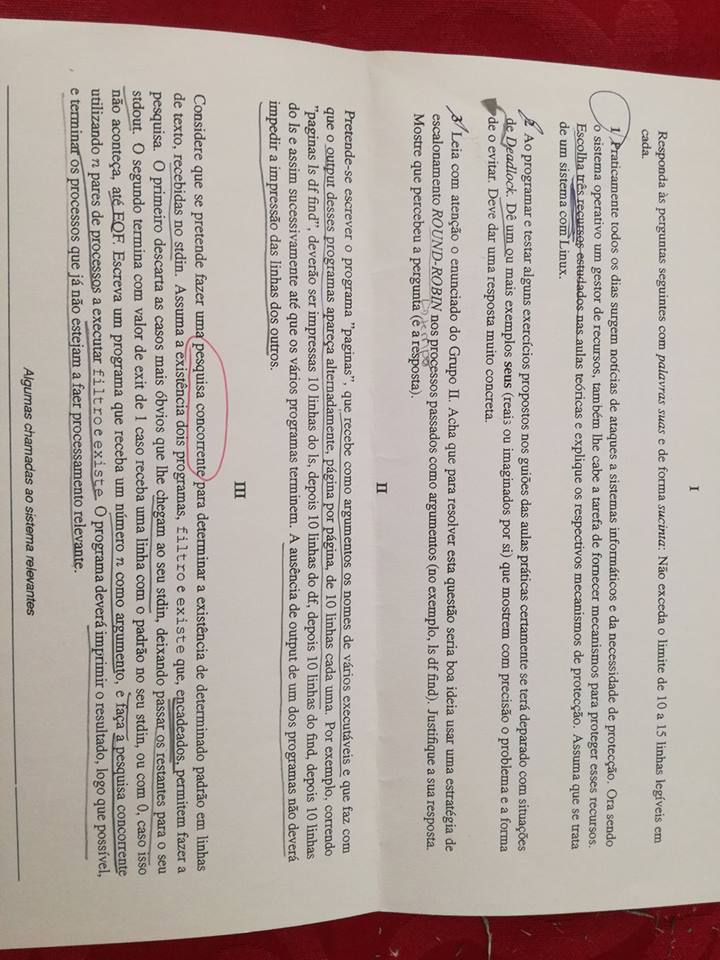 I
Responda às perguntas seguintes com palavras suas e de forma sucinta: Não exceda o limite de 10 a 15 linhas legíveis em
cada.
1 Praticamente todos os dias surgem notícias de ataques a sistemas informáticos e da necessidade de protecção. Ora sendo
o sistema operativo um gestor de recursos, também lhe cabe a tarefa de fornecer mecanismos para proteger esses recursos.
Escolha três recursos estudados nas aulas teóricas e explique os respectivos mecanismos de protecção. Assuma que se trata
de um sistema com Linux.
2 Ao programar e testar alguns exercícios propostos nos guiões das aulas práticas certamente se terá deparado com situações
de Deadlock. Dê um ou mais exemplos seus (reais ou imaginados por si) que mostrem com precisão o problema e a forma
de o evitar. Deve dar uma resposta muito concreta.
3 Leia com atenção o enunciado do Grupo II. Acha que para resolver esta questão seria boa ideia usar uma estratégia de
escalonamento ROUND-ROBIN nos processos passados como argumentos (no exemplo, ls df find). Justifique a sua resposta.
Mostre que percebeu a pergunta (e a resposta).
II
Pretende-se escrever o programa "paginas", que recebe como argumentos os nomes de vários executáveis e que faz com
que o output desses programas apareça alternadamente, página por página, de 10 linhas cada uma. Por exemplo, correndo
"paginas ls df find", deverão ser impressas 10 linhas do ls, depois 10 linhas do df, depois 10 linhas do find, depois 10 linhas
do ls e assim sucessivamente até que os vários programas terminem. A ausência de output de um dos programas não deverá
impedir a impressão das linhas dos outros.
III
Considere que se pretende fazer uma pesquisa concorrente para determinar a existência de determinado padrão em linhas
de texto, recebidas no stdin. Assuma a existência dois programas, filtro e existe que, encadeados, permitem fazer a
pesquisa. O primeiro descarta as casos mais óbvios que lhe chegam ao seu stdin, deixando passar os restantes para o seu
stdout. O segundo termina com valor de exit de 1 caso receba uma linha com o padrão no seu stdin, ou com 0, caso isso
não aconteça, até EOF. Escreva um programa que receba um número n como argumento, e faça a pesquisa concorrente
utilizando n pares de processos a executar filtro e existe. O programa deverá imprimir o resultado, logo que possível,
e terminar os processos que já não estejam a faer processamento relevante.
Algumas chamadas ao sistema relevantes